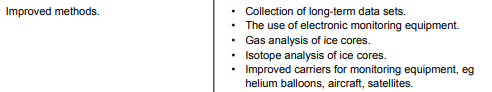 Improved methods.
• Collection of long-term data sets.
• The use of electronic monitoring equipment.
• Gas analysis of ice cores.
• Isotope analysis of ice cores.
• Improved carriers for monitoring equipment, eg
helium balloons, aircraft, satellites.